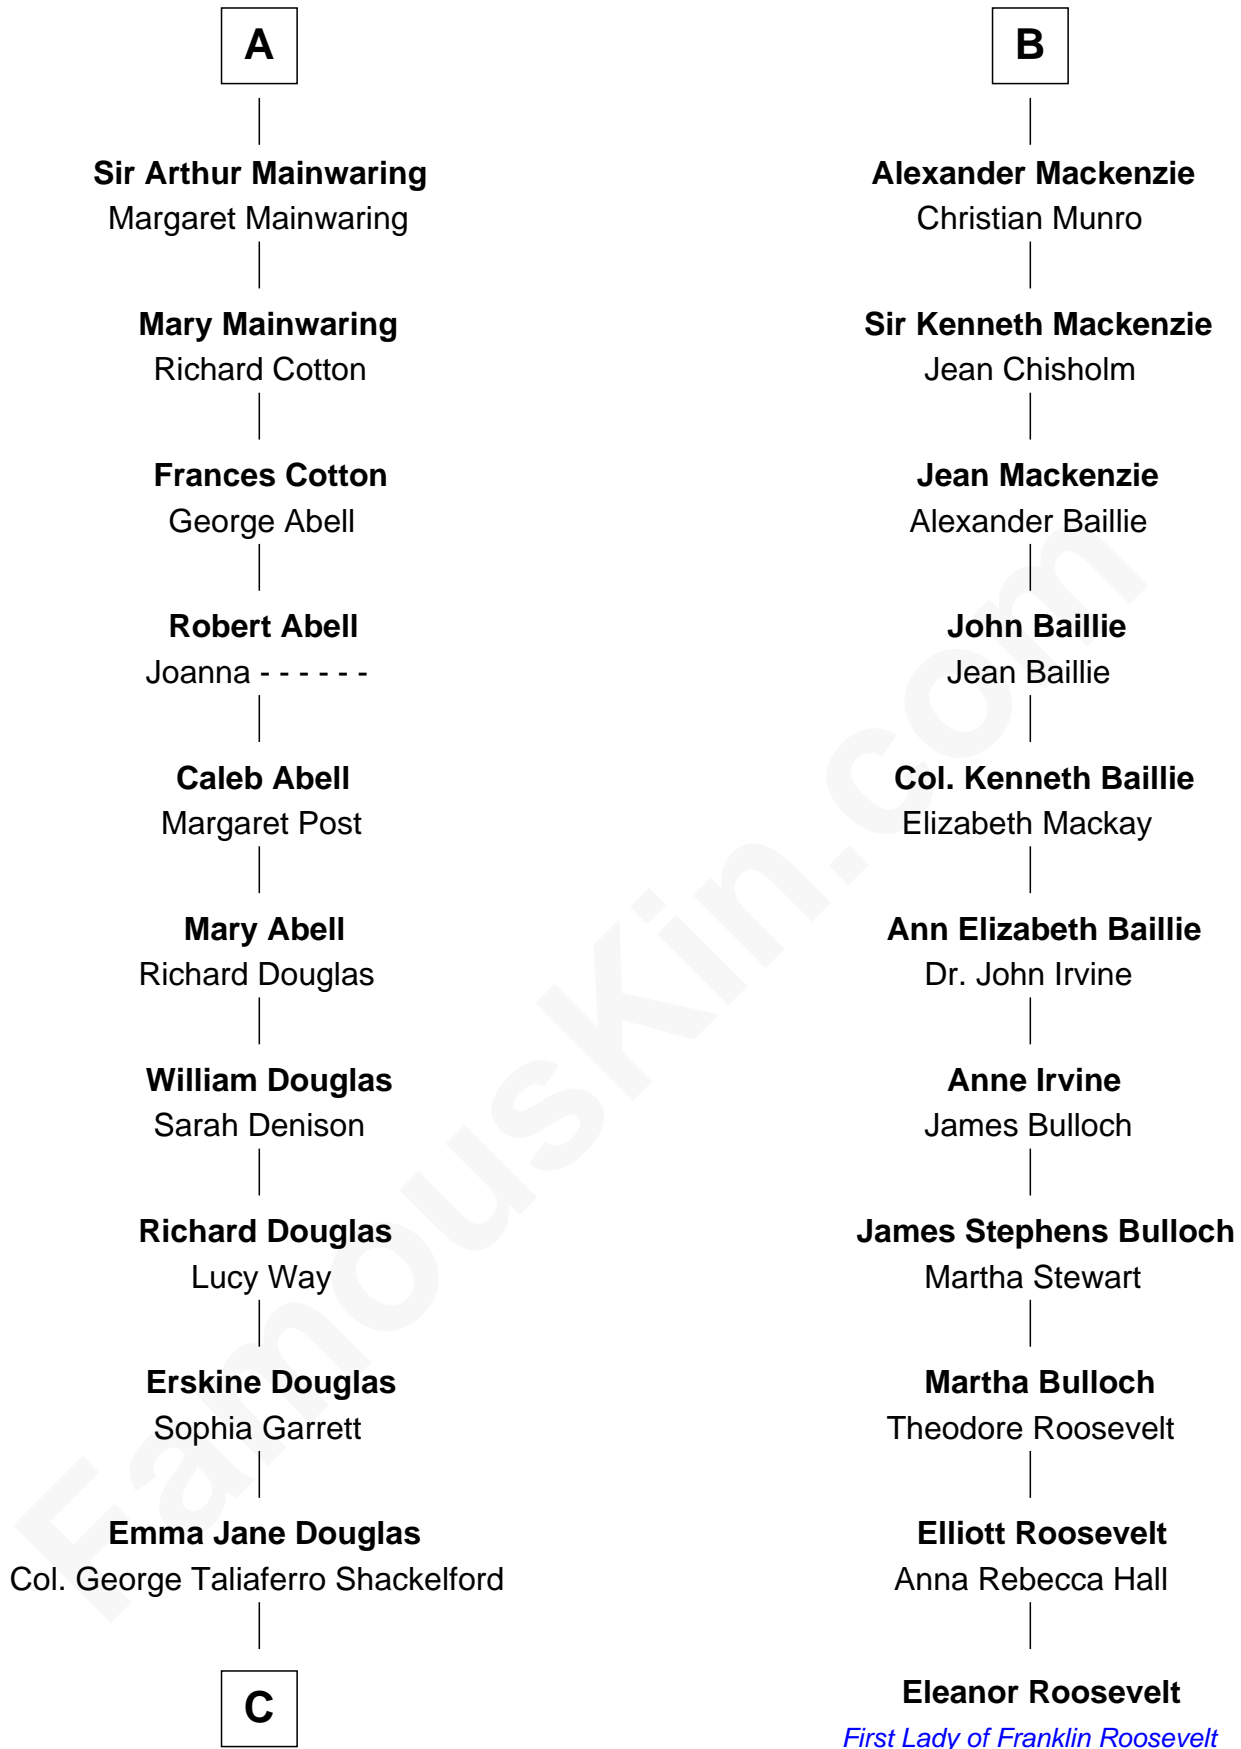 A
Sir Arthur Mainwaring
Margaret Mainwaring
Mary Mainwaring
Richard Cotton
Frances Cotton
George Abell
Robert Abell
Joanna - - - - - -
Caleb Abell
Margaret Post
Mary Abell
Richard Douglas
William Douglas
Sarah Denison
Richard Douglas
Lucy Way
Erskine Douglas
Sophia Garrett
Emma Jane Douglas
Col. George Taliaferro Shackelford
C
B
Alexander Mackenzie
Christian Munro
Sir Kenneth Mackenzie
Jean Chisholm
Jean Mackenzie
Alexander Baillie
John Baillie
Jean Baillie
Col. Kenneth Baillie
Elizabeth Mackay
Ann Elizabeth Baillie
Dr. John Irvine
Anne Irvine
James Bulloch
James Stephens Bulloch
Martha Stewart
Martha Bulloch
Theodore Roosevelt
Elliott Roosevelt
Anna Rebecca Hall
Eleanor Roosevelt
First Lady of Franklin Roosevelt
FamousKin.com